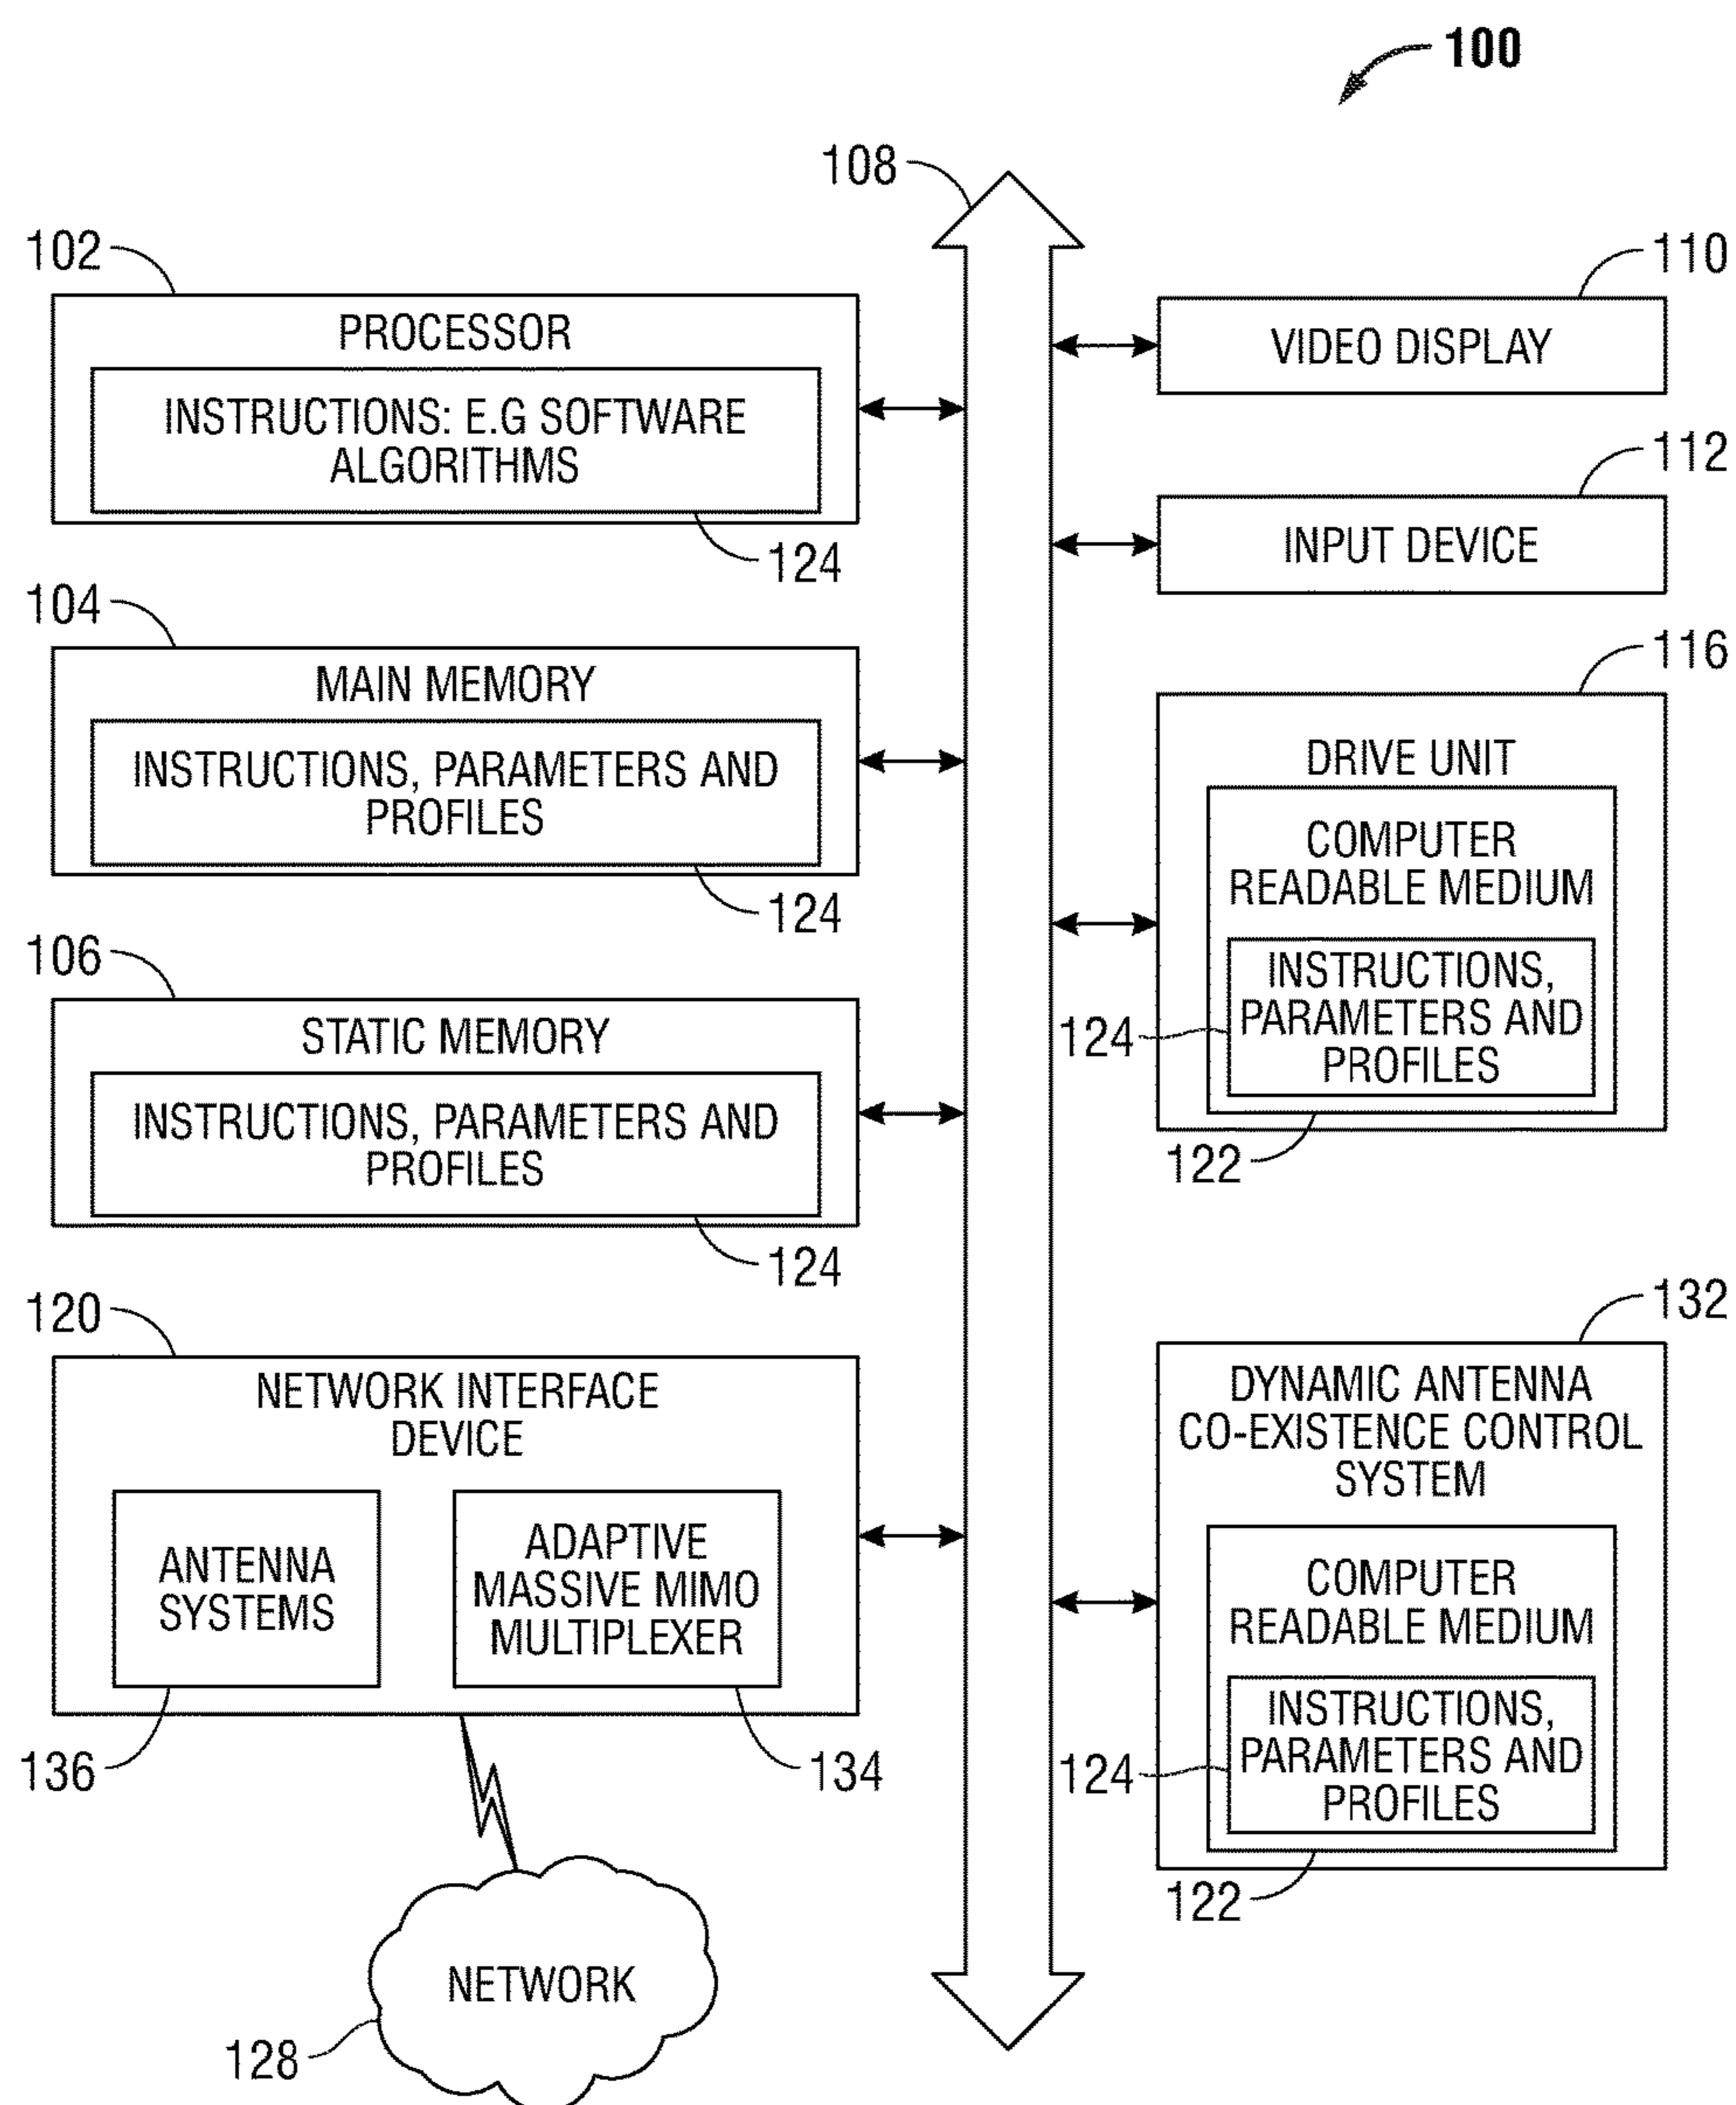 100
108
102
PROCESSOR
INSTRUCTIONS: E.G SOFTWARE
ALGORITHMS
124
104
MAIN MEMORY
INSTRUCTIONS, PARAMETERS AND
PROFILES
124
106
STATIC MEMORY
INSTRUCTIONS, PARAMETERS AND
PROFILES
124
120
NETWORK INTERFACE
DEVICE
ANTENNA
SYSTEMS
ADAPTIVE
MASSIVE MIMO
MULTIPLEXER
136
134
NETWORK
128
110
VIDEO DISPLAY
112
INPUT DEVICE
116
DRIVE UNIT
COMPUTER
READABLE MEDIUM
INSTRUCTIONS,
PARAMETERS AND
PROFILES
124
122
132
DYNAMIC ANTENNA
CO-EXISTENCE CONTROL
SYSTEM
COMPUTER
READABLE MEDIUM
INSTRUCTIONS,
PARAMETERS AND
PROFILES
124
122